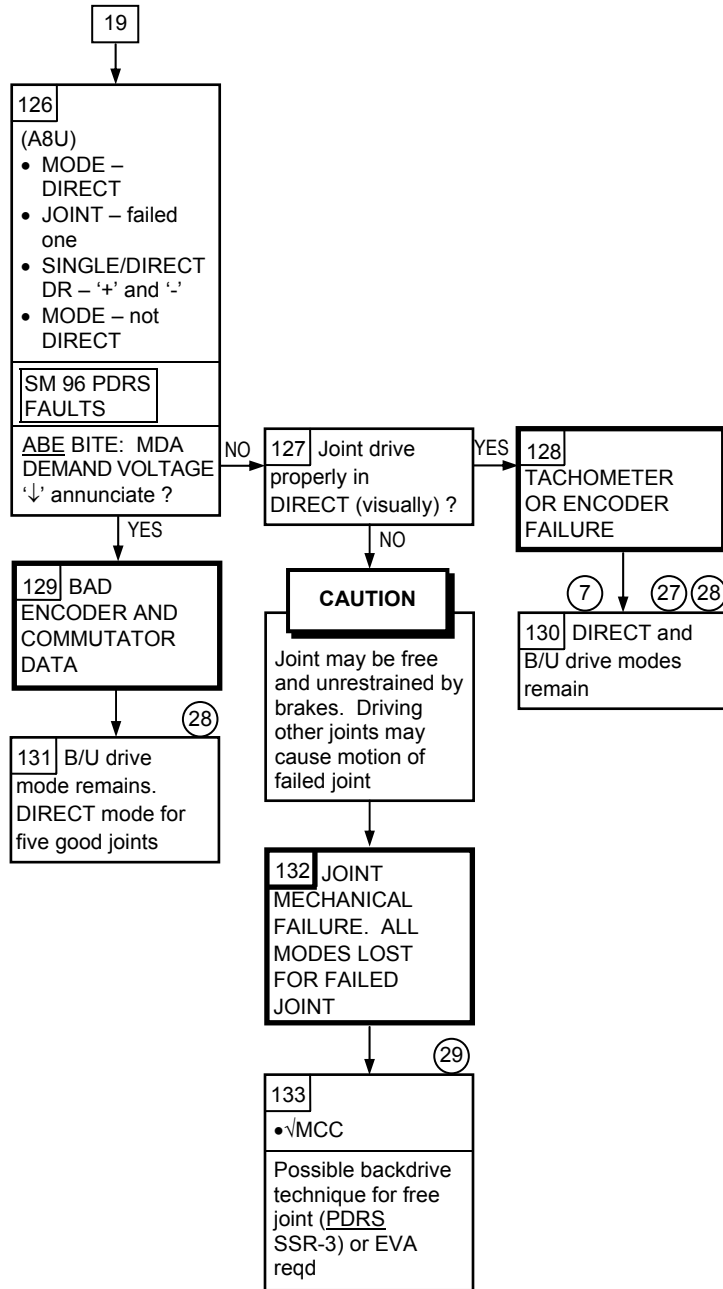 19
126
(A8U)
• MODE –
DIRECT
• JOINT – failed
one
• SINGLE/DIRECT
DR – ‘+’ and ‘-’
• MODE – not
DIRECT
SM 96 PDRS
FAULTS
ABE BITE: MDA
DEMAND VOLTAGE
‘↓’ annunciate ?
NO
YES
127 Joint drive
properly in
DIRECT (visually) ?
YES
NO
128
TACHOMETER
OR ENCODER
FAILURE
7 27 28
130 DIRECT and
B/U drive modes
remain
129 BAD
ENCODER AND
COMMUTATOR
DATA
28
131 B/U drive
mode remains.
DIRECT mode for
five good joints
CAUTION
Joint may be free
and unrestrained by
brakes. Driving
other joints may
cause motion of
failed joint
132 JOINT
MECHANICAL
FAILURE. ALL
MODES LOST
FOR FAILED
JOINT
29
133
•√MCC
Possible backdrive
technique for free
joint (PDRS
SSR-3) or EVA
reqd